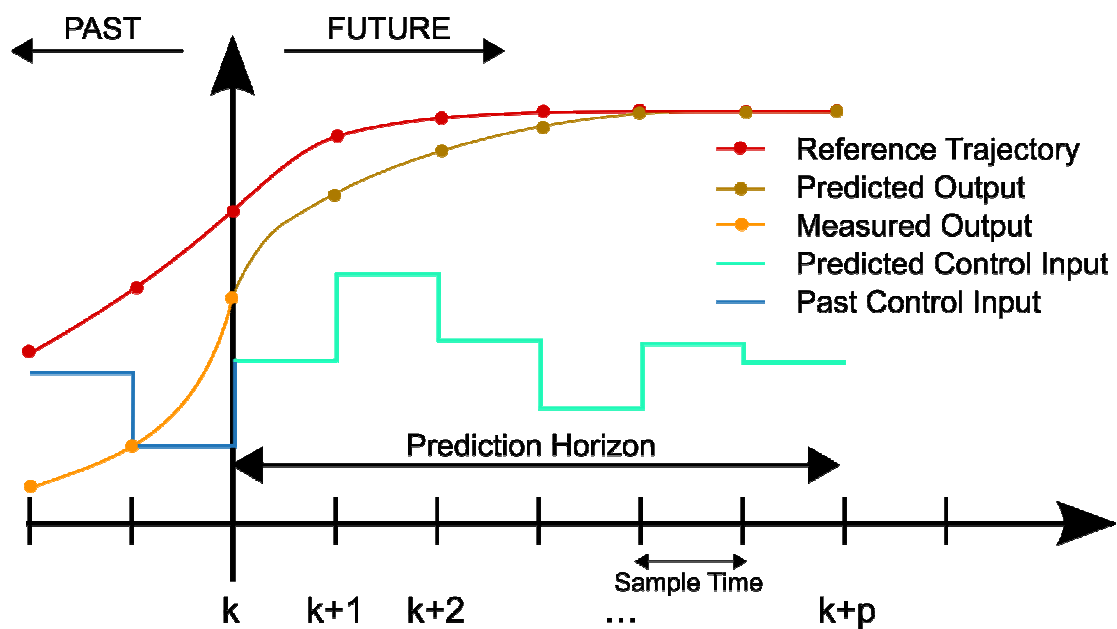 PAST
FUTURE
Reference Trajectory
Predicted Output
Measured Output
Predicted Control Input
Past Control Input
Prediction Horizon
Sample Time
k
k+1
k+2
...
k+p